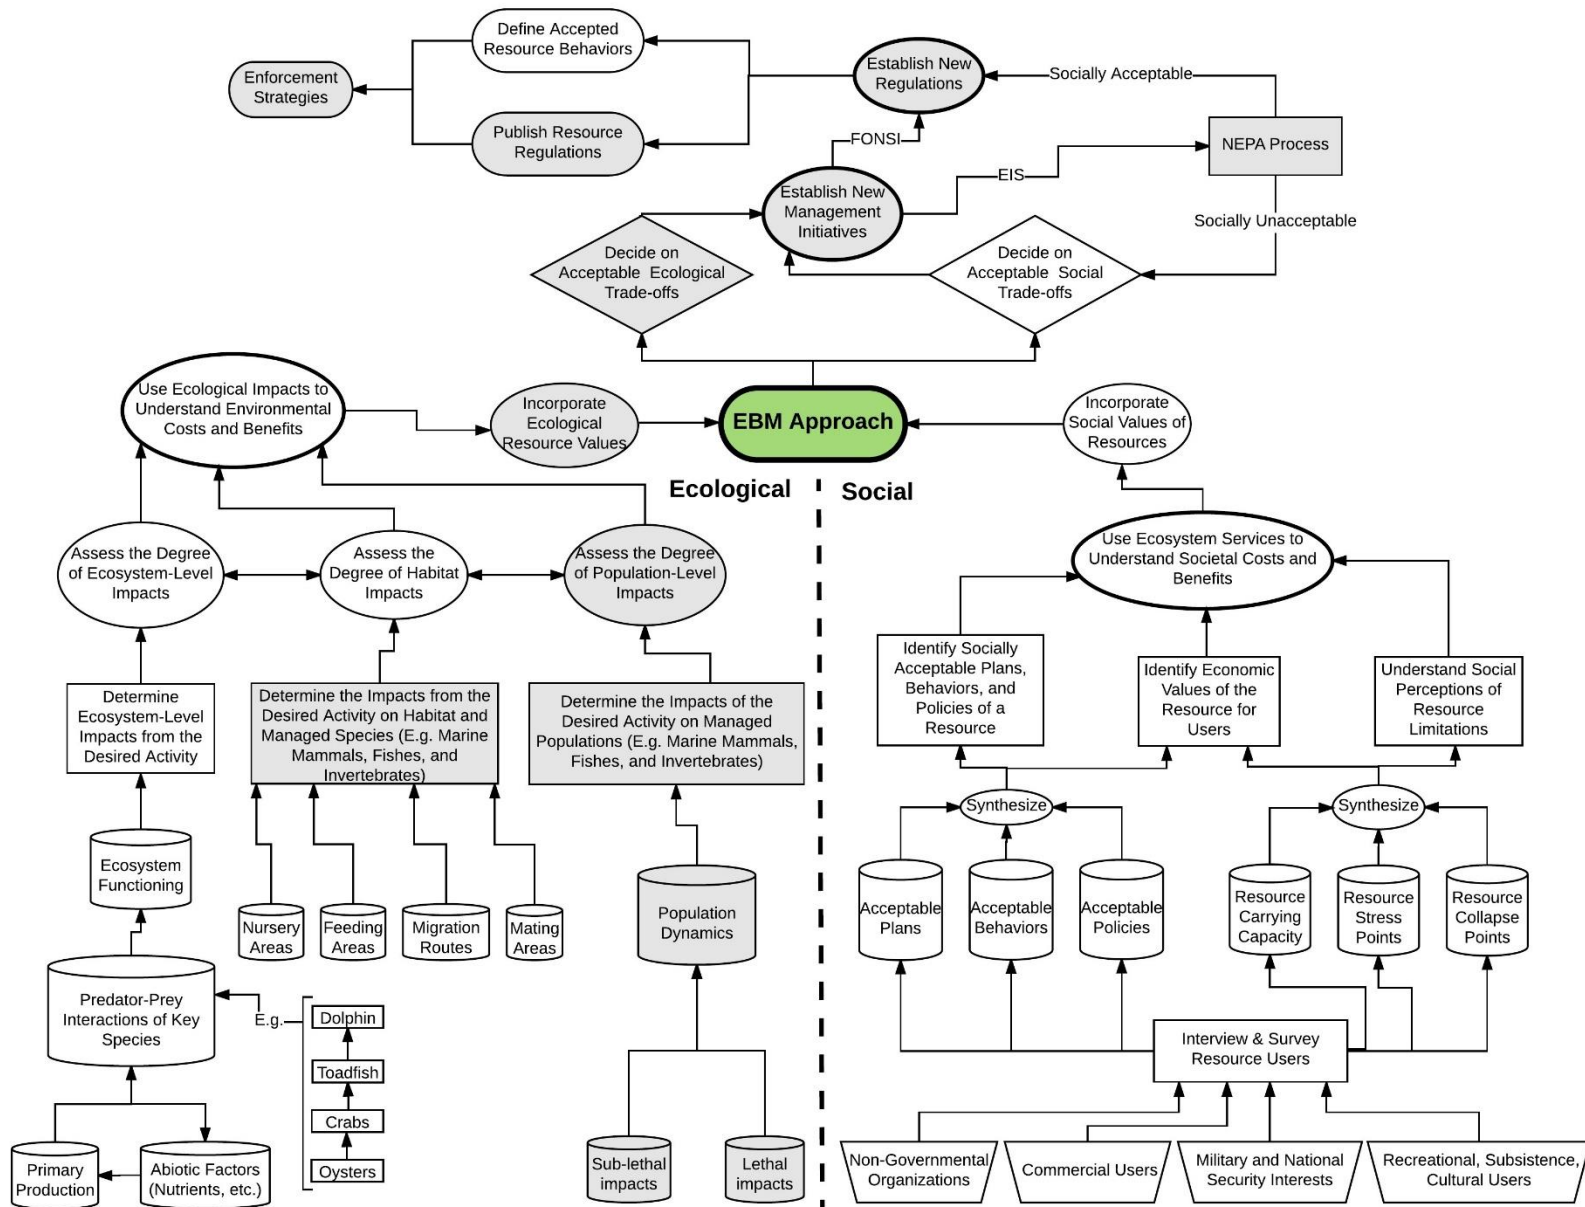 Define Accepted
Resource Behaviors
Enforcement
Strategies
Publish Resource
Regulations
Establish New
Regulations
Socially Acceptable
NEPA Process
FONSI
EIS
Establish New
Management
Initiatives
Socially Unacceptable
Decide on
Acceptable Ecological
Trade-offs
Decide on
Acceptable Social
Trade-offs
Use Ecological Impacts to
Understand Environmental
Costs and Benefits
Incorporate
Ecological
Resource Values
EBM Approach
Incorporate
Social Values of
Resources
Ecological
Social
Assess the Degree
of Ecosystem-Level
Impacts
Assess the
Degree of Habitat
Impacts
Assess the Degree
of Population-Level
Impacts
Use Ecosystem Services to
Understand Societal Costs and
Benefits
Determine
Ecosystem-Level
Impacts from the
Desired Activity
Determine the Impacts from the
Desired Activity on Habitat and
Managed Species (E.g. Marine
Mammals, Fishes, and
Invertebrates)
Determine the Impacts of the
Desired Activity on Managed
Populations (E.g. Marine Mammals,
Fishes, and Invertebrates)
Identify Socially
Acceptable Plans,
Behaviors, and
Policies of a
Resource
Identify Economic
Values of the
Resource for
Users
Understand Social
Perceptions of
Resource
Limitations
Synthesize
Synthesize
Ecosystem
Functioning
Nursery
Areas
Feeding
Areas
Migration
Routes
Mating
Areas
Population
Dynamics
Acceptable
Plans
Acceptable
Behaviors
Acceptable
Policies
Resource
Carrying
Capacity
Resource
Stress
Points
Resource
Collapse
Points
Predator-Prey
Interactions of Key
Species
E.g.
Dolphin
Toadfish
Crabs
Oysters
Interview & Survey
Resource Users
Primary
Production
Abiotic Factors
(Nutrients, etc.)
Sub-lethal
impacts
Lethal
impacts
Non-Governmental
Organizations
Commercial Users
Military and National
Security Interests
Recreational, Subsistence,
Cultural Users